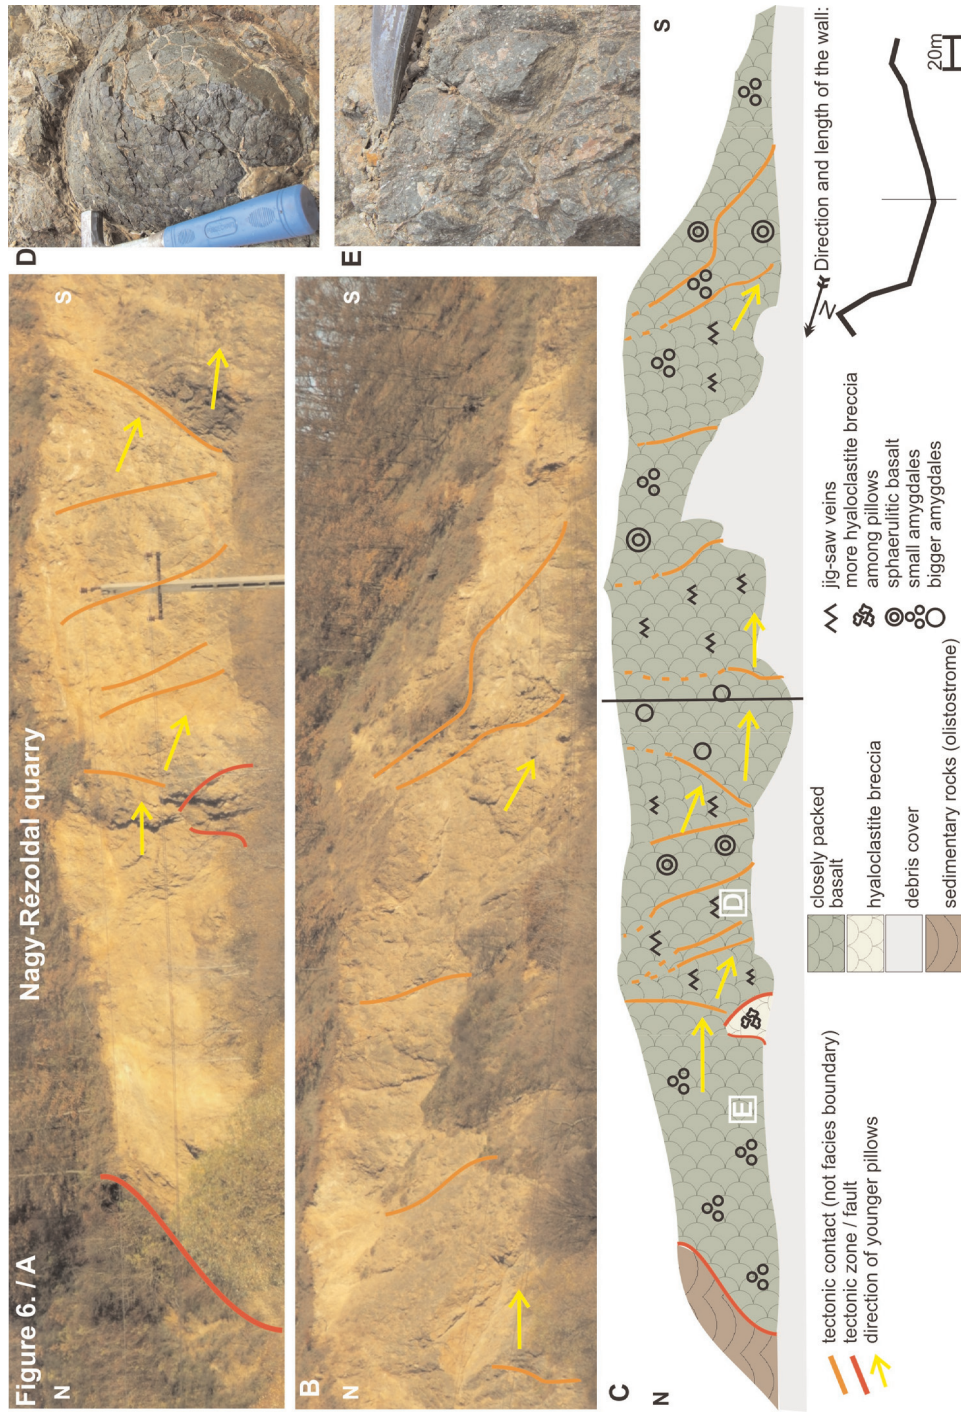 Figure 6. / A
Nagy-Rézoldal quarry
N
S
B
N
S
D
E
C
N
S
E
D
tectonic contact (not facies boundary)
tectonic zone / fault
direction of younger pillows
closely packed
basalt
hyaloclastite breccia
debris cover
sedimentary rocks (olistostrome)
jig-saw veins
more hyaloclastite breccia
among pillows
sphaerulitic basalt
small amygdales
bigger amygdales
Direction and length of the wall:
N
20m